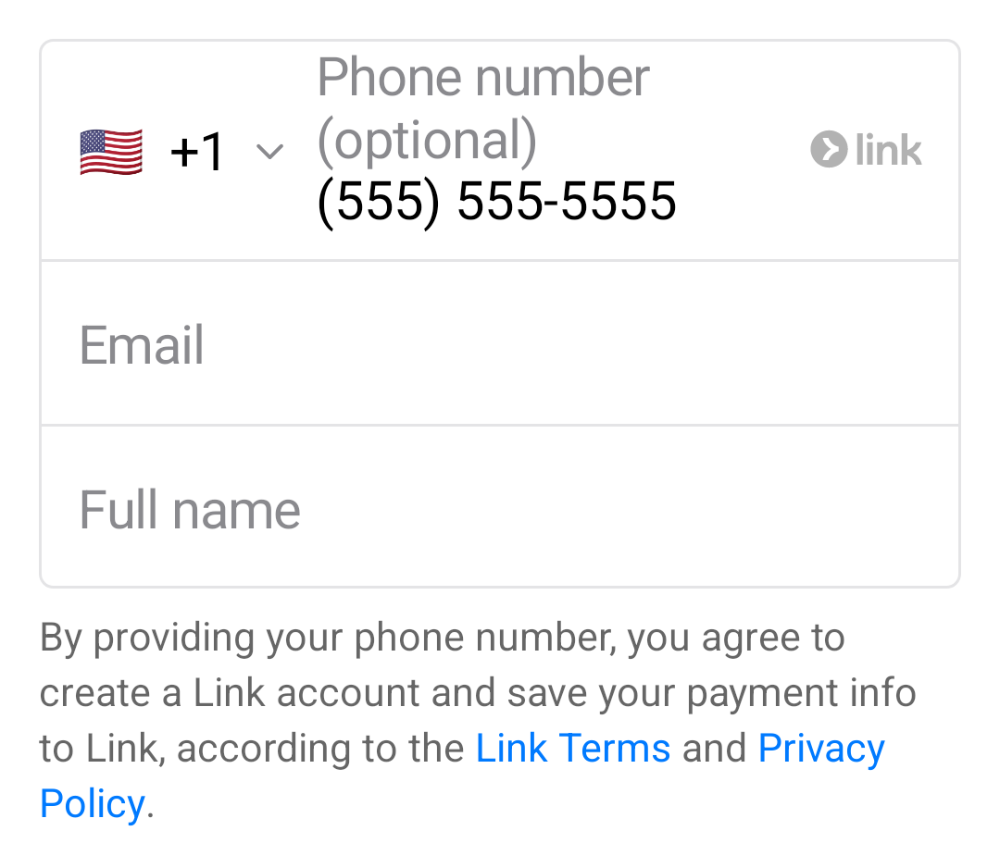 Phone number
(optional)
+1
(555) 555-5555
link
Email
Full name
By providing your phone number, you agree to
create a Link account and save your payment info
to Link, according to the Link Terms and Privacy
Policy.